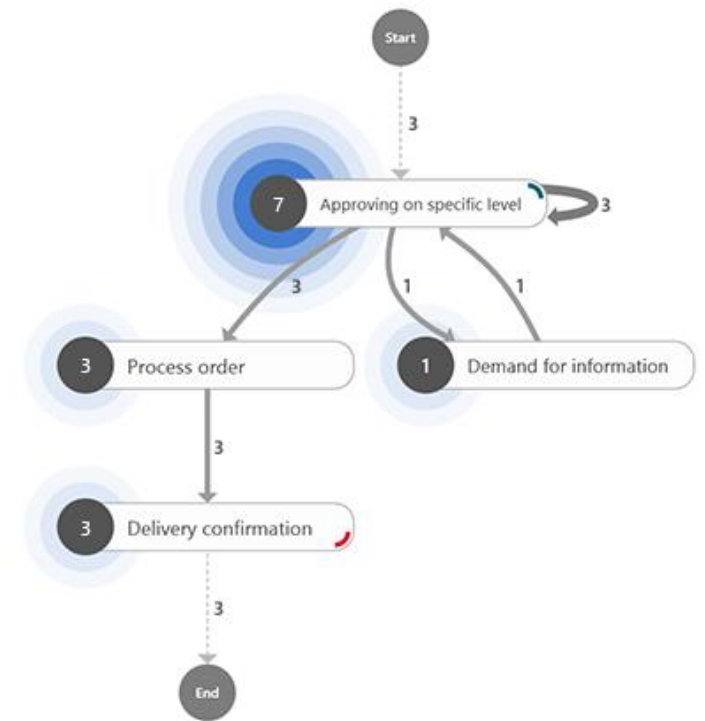 Start
3
7 Approving on specific level 3
3 1 1
3 Process order 1 Demand for information
3
3 Delivery confirmation
3
End